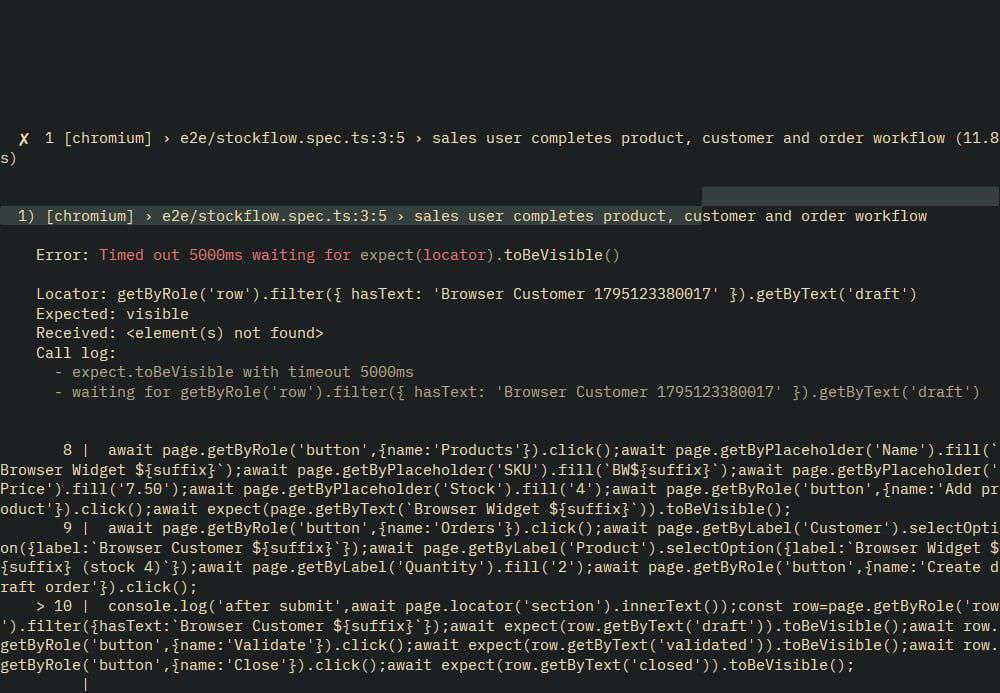 ✗  1 [chromium] › e2e/stockflow.spec.ts:3:5 › sales user completes product, customer and order workflow (11.8
s)
1) [chromium] › e2e/stockflow.spec.ts:3:5 › sales user completes product, customer and order workflow
Error: Timed out 5000ms waiting for expect(locator).toBeVisible()
Locator: getByRole('row').filter({ hasText: 'Browser Customer 1795123380017' }).getByText('draft')
Expected: visible
Received: <element(s) not found>
Call log:
- expect.toBeVisible with timeout 5000ms
- waiting for getByRole('row').filter({ hasText: 'Browser Customer 1795123380017' }).getByText('draft')
8 |  await page.getByRole('button',{name:'Products'}).click();await page.getByPlaceholder('Name').fill(`
Browser Widget ${suffix}`);await page.getByPlaceholder('SKU').fill(`BW${suffix}`);await page.getByPlaceholder('
Price').fill('7.50');await page.getByPlaceholder('Stock').fill('4');await page.getByRole('button',{name:'Add pr
oduct'}).click();await expect(page.getByText(`Browser Widget ${suffix}`)).toBeVisible();
9 |  await page.getByRole('button',{name:'Orders'}).click();await page.getByLabel('Customer').selectOpti
on({label:`Browser Customer ${suffix}`});await page.getByLabel('Product').selectOption({label:`Browser Widget $
{suffix} (stock 4)`});await page.getByLabel('Quantity').fill('2');await page.getByRole('button',{name:'Create d
raft order'}).click();
> 10 |  console.log('after submit',await page.locator('section').innerText());const row=page.getByRole('row
').filter({hasText:`Browser Customer ${suffix}`});await expect(row.getByText('draft')).toBeVisible();await row.
getByRole('button',{name:'Validate'}).click();await expect(row.getByText('validated')).toBeVisible();await row.
getByRole('button',{name:'Close'}).click();await expect(row.getByText('closed')).toBeVisible();
|